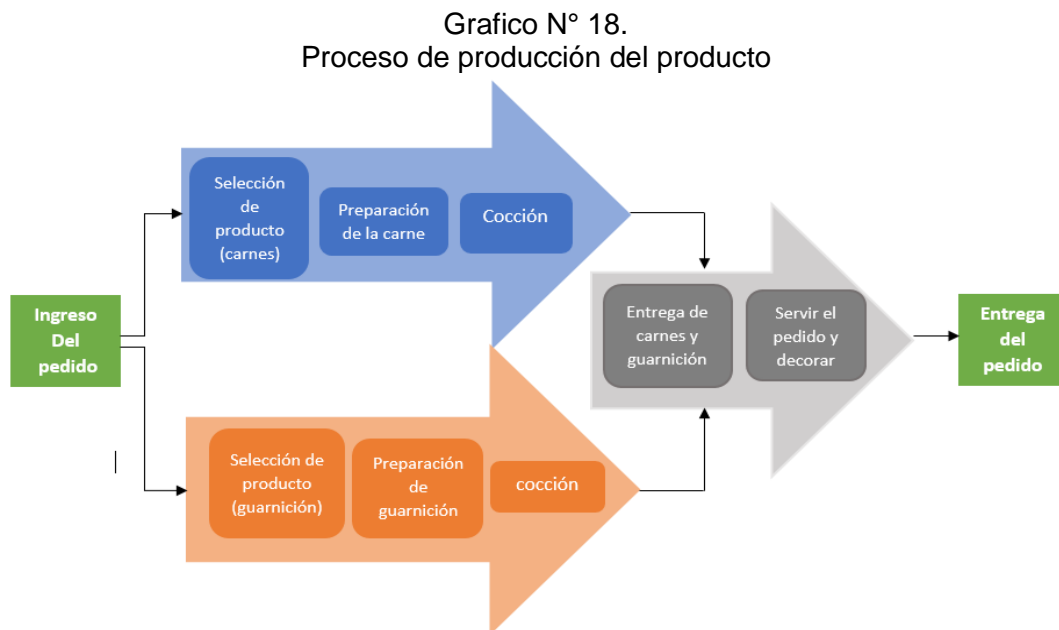 Grafico N° 18.
Proceso de producción del producto
Ingreso
Del
pedido
Selección
de
producto
(carnes)
Preparación
de la carne
Cocción
Selección de
producto
(guarnición)
Preparación
de
guarnición
cocción
Entrega de
carnes y
guarnición
Servir el
pedido y
decorar
Entrega
del
pedido